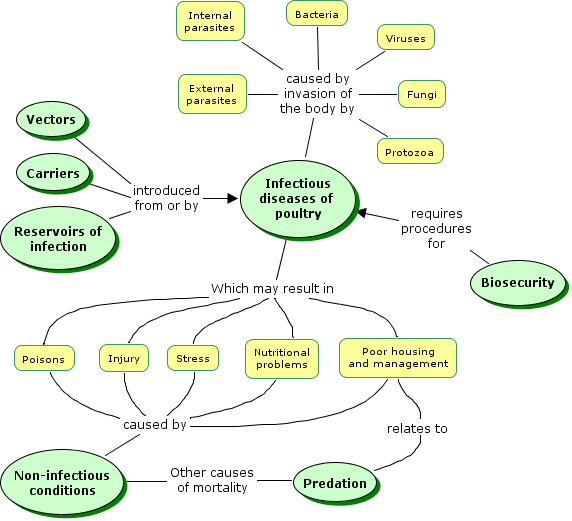 Internal
parasites
Bacteria
Viruses
External
parasites
caused by
invasion of
the body by
Fungi
Protozoa
Vectors
Carriers
Reservoirs of
infection
introduced
from or by
Infectious
diseases of
poultry
requires
procedures
for
Biosecurity
Which may result in
Poisons
Injury
Stress
Nutritional
problems
Poor housing
and management
caused by
relates to
Non-infectious
conditions
Other causes
of mortality
Predation